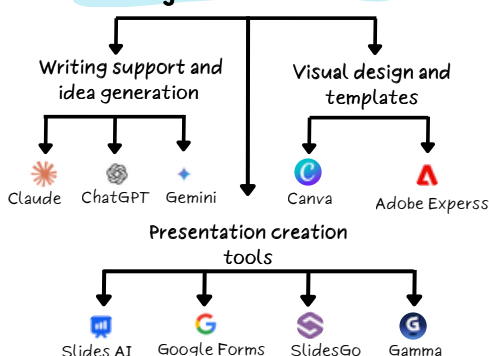 Writing support and
idea generation
Visual design and
templates
Claude
ChatGPT
Gemini
Canva
Adobe Experss
Presentation creation
tools
Slides AI
Google Forms
SlidesGo
Gamma